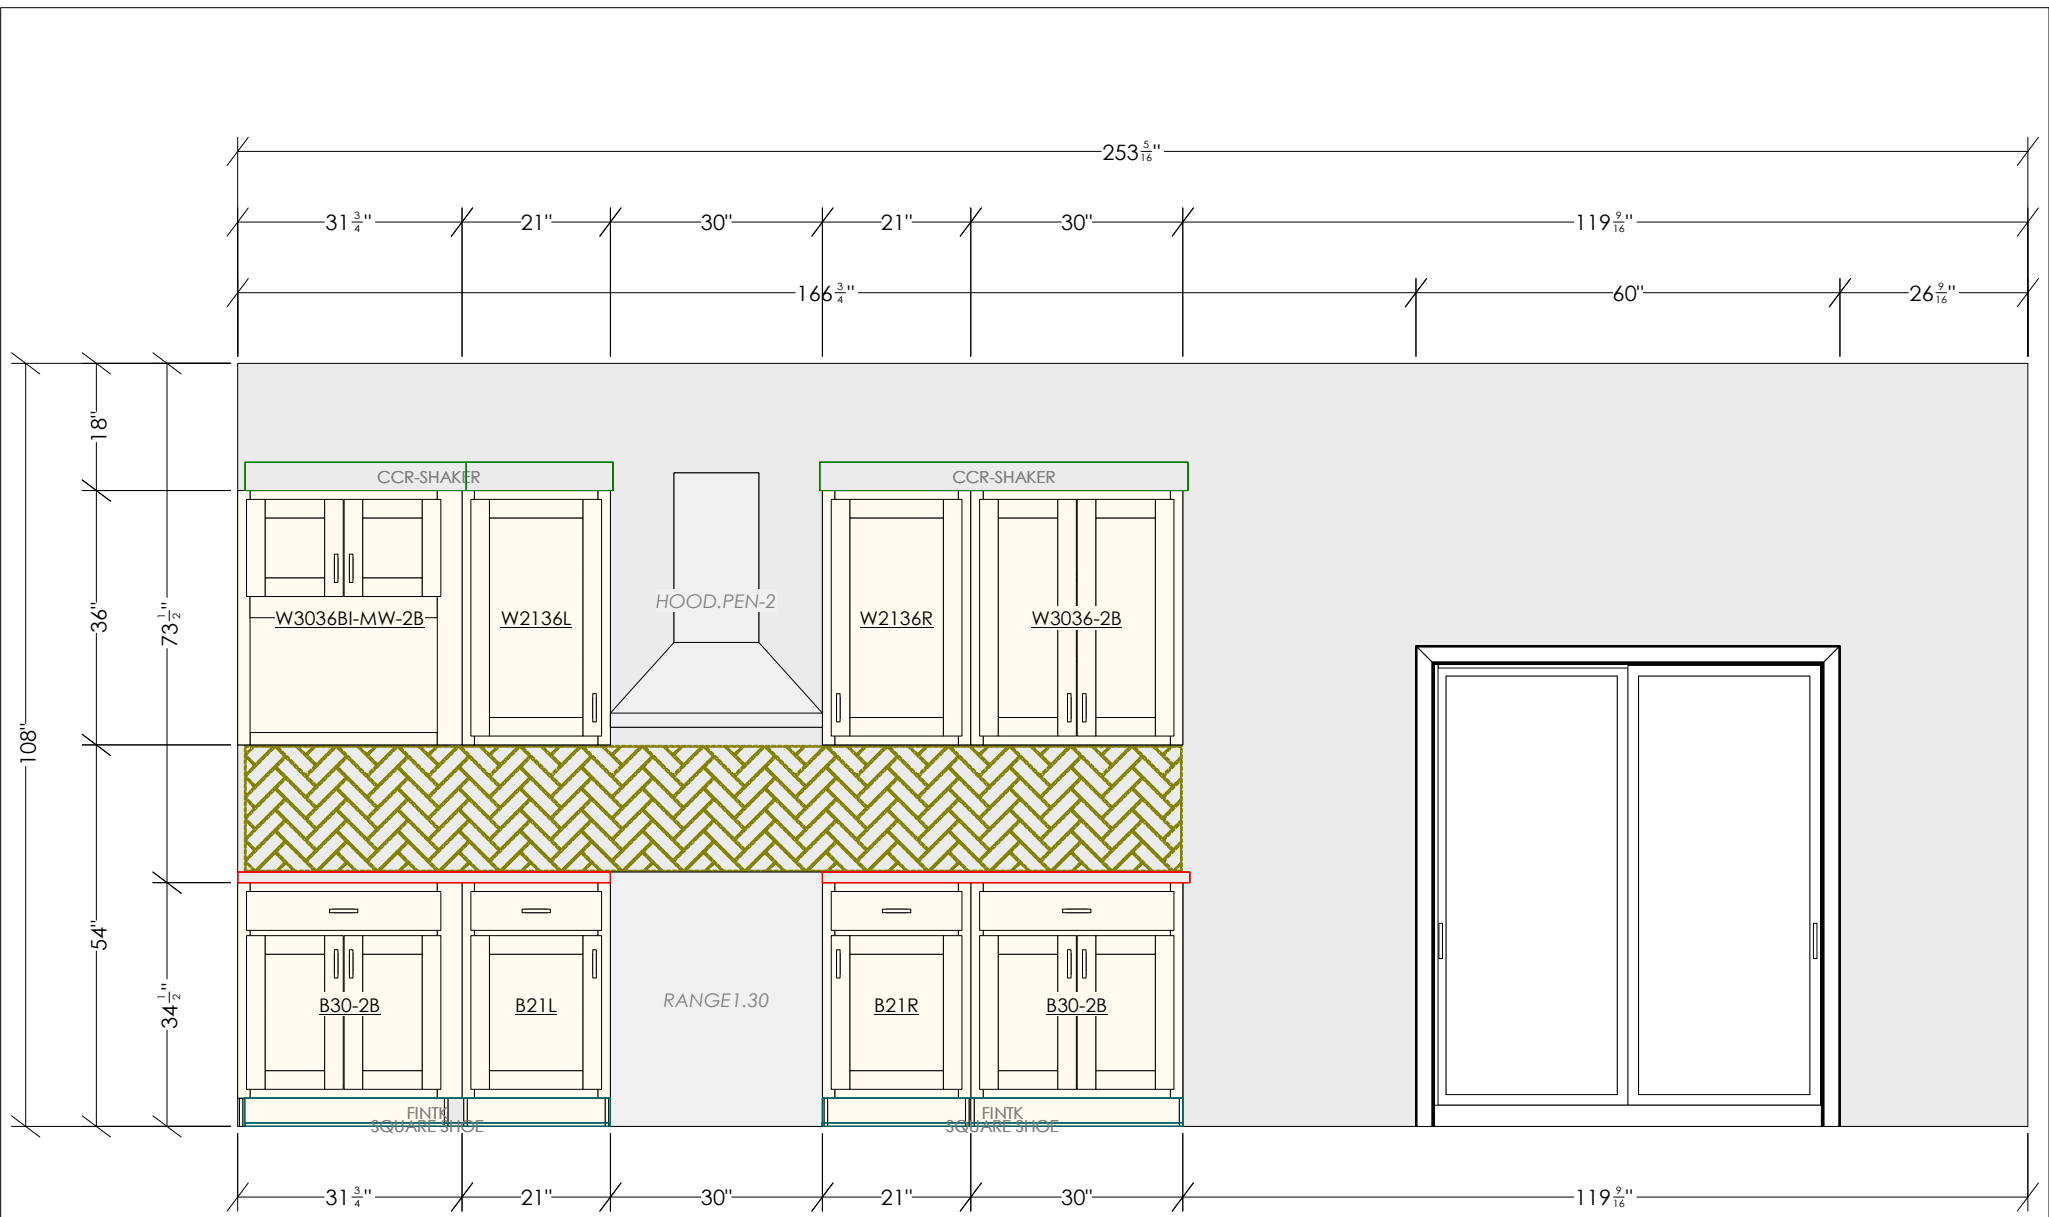 253 5/16"
31 3/4" 21" 30" 21" 30" 119 9/16"
166 3/4" 60" 26 9/16"
18"
36"
73 1/2"
108"
54"
34 1/2"
CCR-SHAKER CCR-SHAKER
HOOD.PEN-2
W3036BI-MW-2B W2136L W2136R W3036-2B
RANGE1.30
B30-2B B21L B21R B30-2B
FINTK FINTK
SQUARE SHOE SQUARE SHOE
31 3/4" 21" 30" 21" 30" 119 9/16"